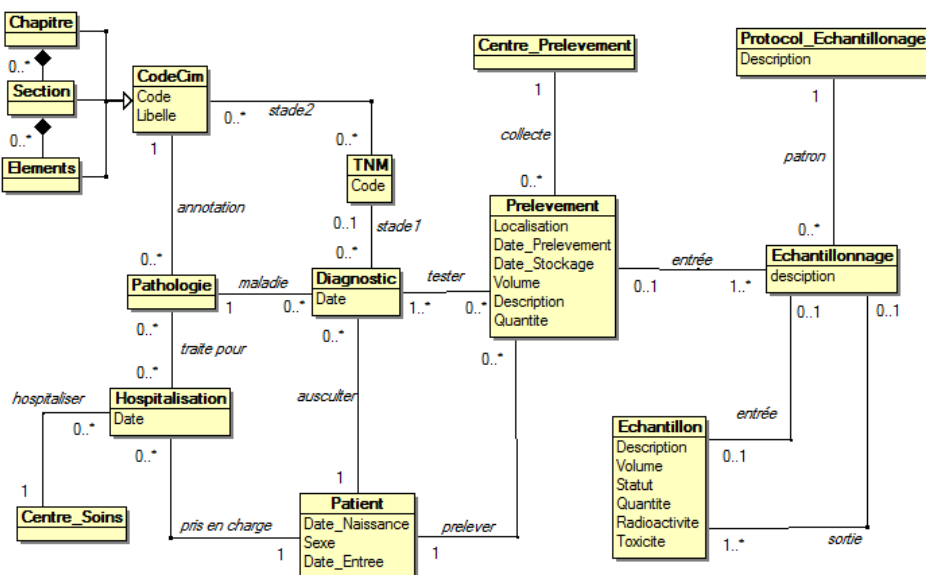 Chapitre
0..*
Section
0..*
Elements
CodeCim
Code
Libelle
1
0..*
stade2
0..*
TNM
Code
0..1
stade1
0..*
annotation
0..*
Pathologie
1
maladie
0..*
Diagnostic
Date
1..*
tester
0..*
0..*
traite pour
0..*
Hospitalisation
Date
hospitaliser
0..*
1
Centre_Soins
0..*
pris en charge
1
0..*
ausculter
1
Patient
Date_Naissance
Sexe
Date_Entree
1
prelever
0..*
Centre_Prelevement
1
collecte
0..*
Prelevement
Localisation
Date_Prelevement
Date_Stockage
Volume
Description
Quantite
0..1
entrée
1..*
Protocol_Echantillonage
Description
1
patron
0..*
Echantillonnage
desciption
0..1
0..1
entrée
0..1
Echantillon
Description
Volume
Statut
Quantite
Radioactivite
Toxicite
1..*
sortie